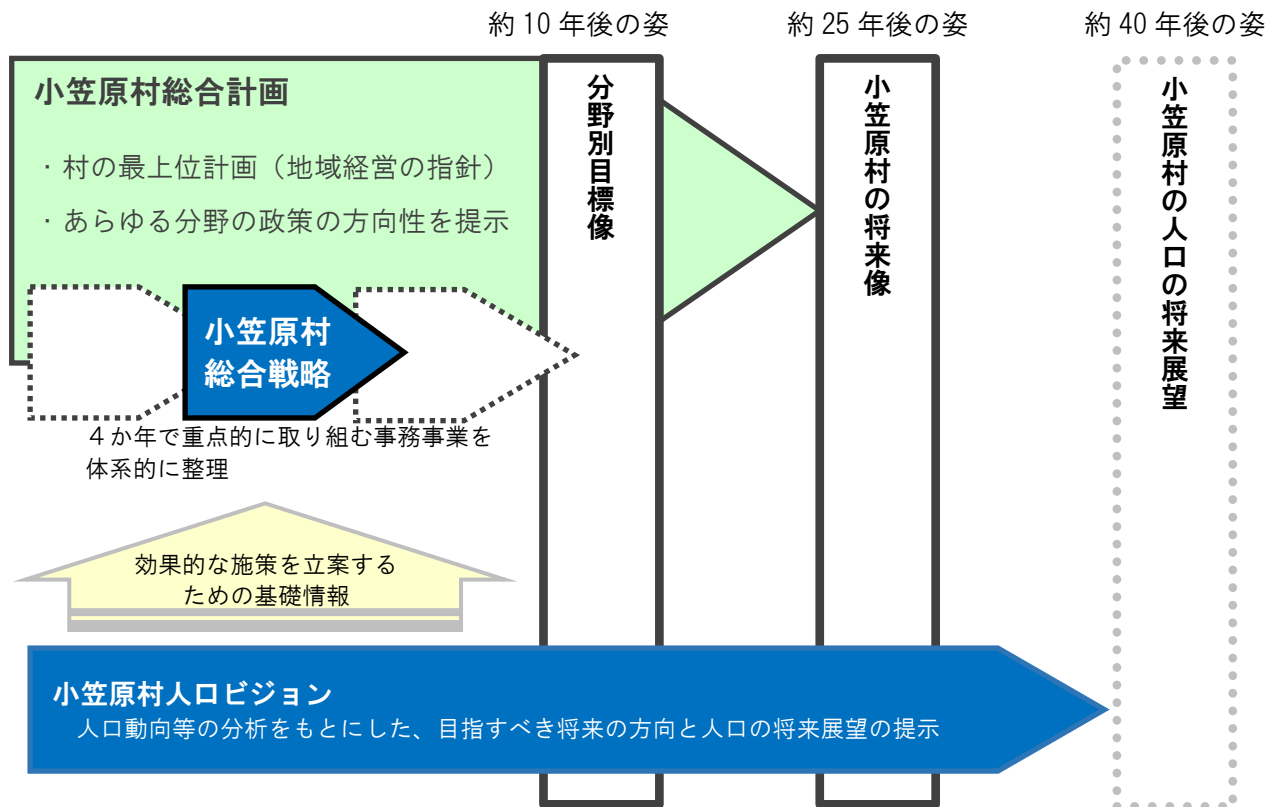 約10年後の姿
約25年後の姿
約40年後の姿
小笠原村総合計画
・村の最上位計画（地域経営の指針）
・あらゆる分野の政策の方向性を提示
分野別目標像
小笠原村の将来像
小笠原村の人口の将来展望
小笠原村
総合戦略
４か年で重点的に取り組む事務事業を
体系的に整理
効果的な施策を立案する
ための基礎情報
小笠原村人口ビジョン
人口動向等の分析をもとにした、目指すべき将来の方向と人口の将来展望の提示